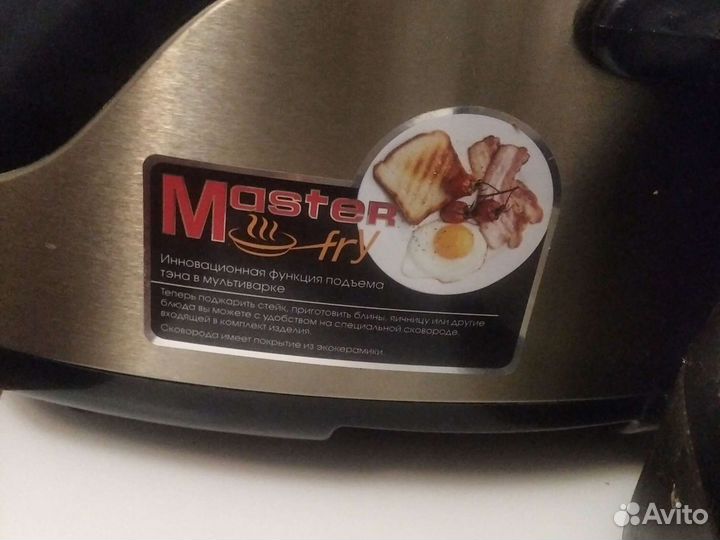 Master
fry
Инновационная функция подъема
тэна в мультиварке
Теперь поджарить стейк, приготовить блины, яичницу или другие
блюда вы можете с удобством на специальной сковороде,
входящей в комплект изделия.
Сковорода имеет покрытие из экокерамики.
Avito